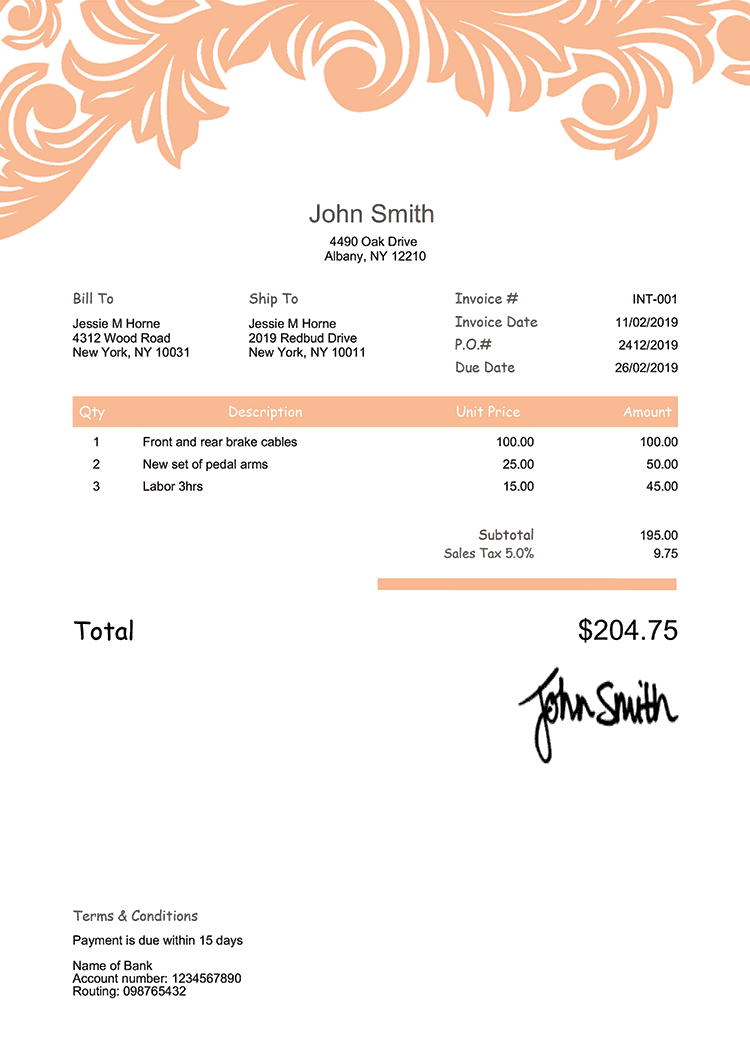 John Smith
4490 Oak Drive
Albany, NY 12210
Bill To
Jessie M Horne
4312 Wood Road
New York, NY 10031
Ship To
Jessie M Horne
2019 Redbud Drive
New York, NY 10011
Invoice # INT-001
Invoice Date 11/02/2019
P.O.# 2412/2019
Due Date 26/02/2019
Qty Description Unit Price Amount
1 Front and rear brake cables 100.00 100.00
2 New set of pedal arms 25.00 50.00
3 Labor 3hrs 15.00 45.00
Subtotal 195.00
Sales Tax 5.0% 9.75
Total $204.75
John Smith
Terms & Conditions
Payment is due within 15 days
Name of Bank
Account number: 1234567890
Routing: 098765432